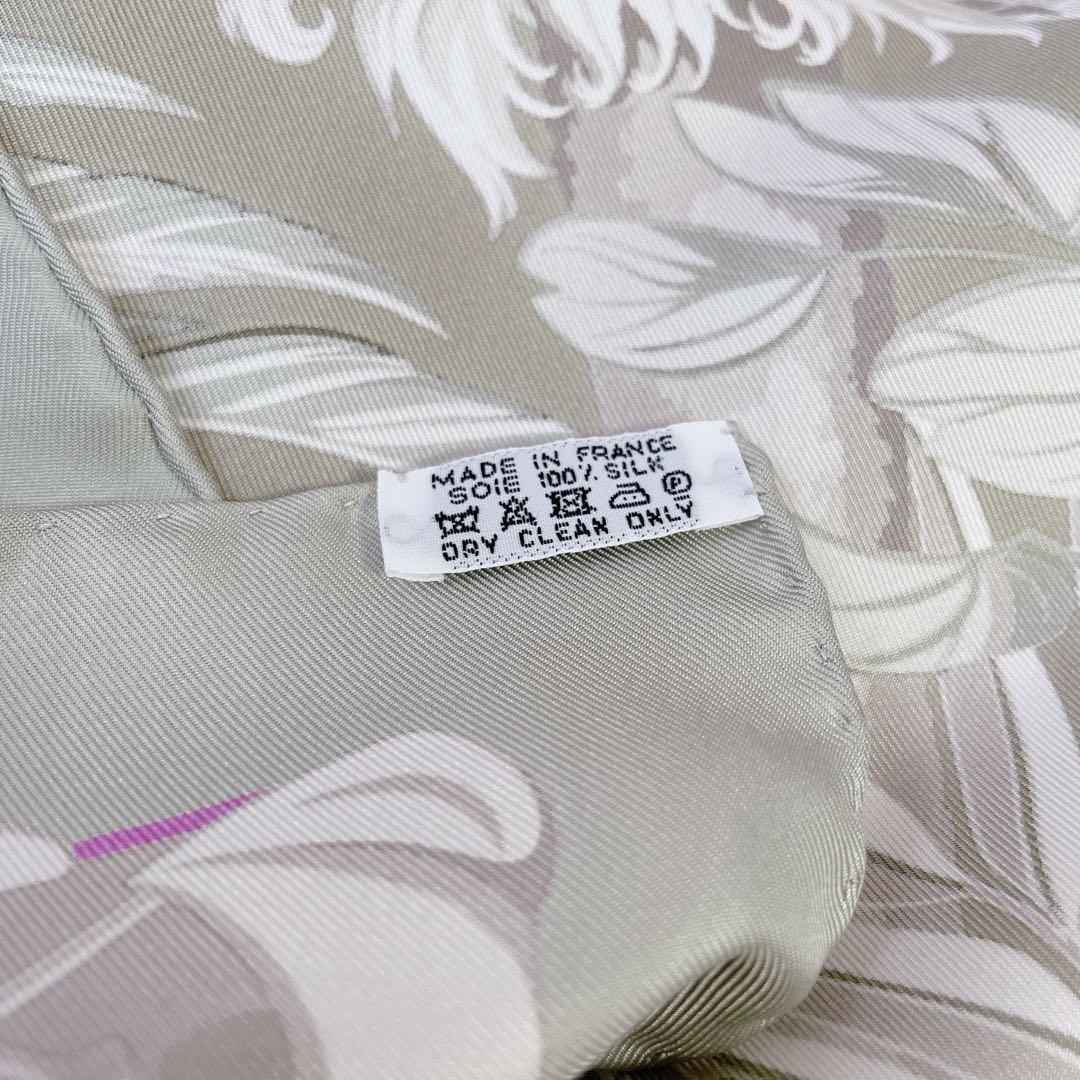 MADE IN FRANCE
SOIE 100% SILK
P
DRY CLEAN ONLY